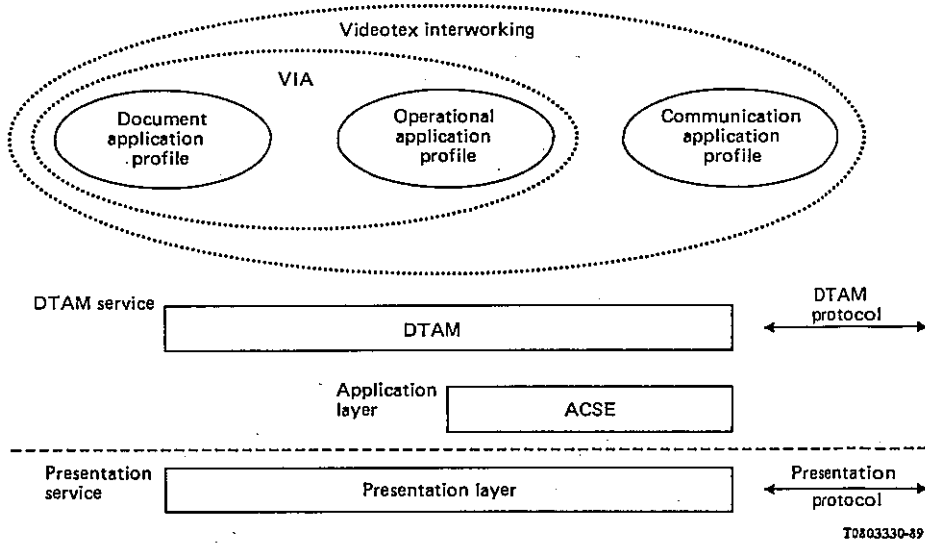 Videotex interworking
VIA
Document
application
profile
Operational
application
profile
Communication
application
profile
DTAM service
DTAM
DTAM
protocol
Application
layer
ACSE
Presentation
service
Presentation layer
Presentation
protocol
T0803330-89